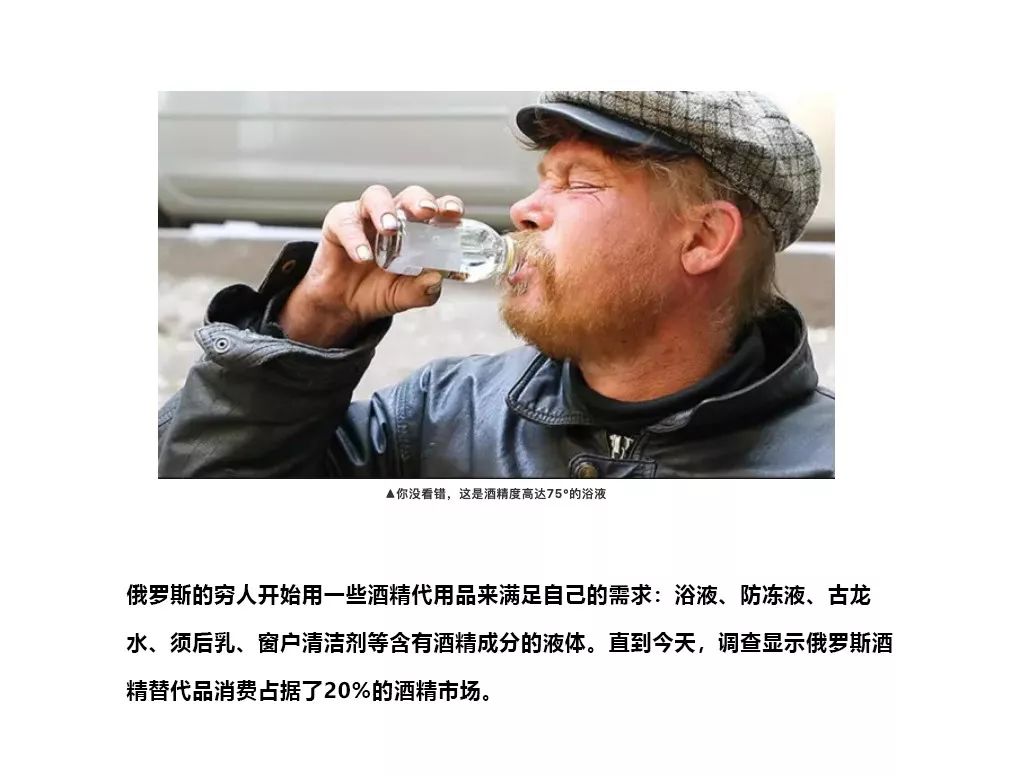 ▲你没看错，这是酒精度高达75°的浴液
俄罗斯的穷人开始用一些酒精代用品来满足自己的需求：浴液、防冻液、古龙
水、须后乳、窗户清洁剂等含有酒精成分的液体。直到今天，调查显示俄罗斯酒
精替代品消费占据了20%的酒精市场。